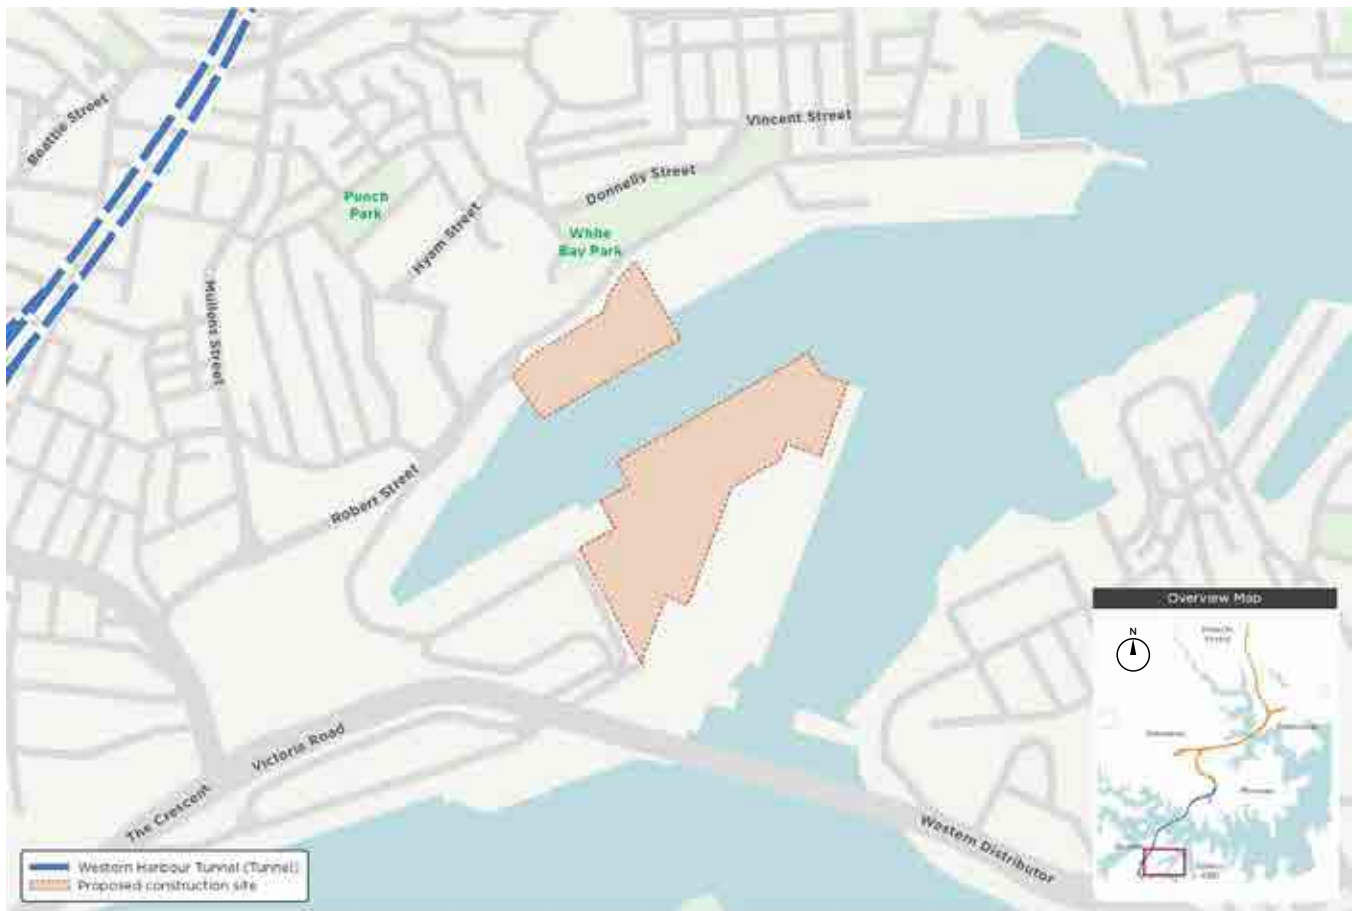 Beattie Street
Vincent Street
Donnelly Street
Punch
Park
Hyam Street
White
Bay Park
Mullens Street
Robert Street
Overview Map
N
Victoria Road
The Crescent
Western Distributor
Western Harbour Tunnel (Tunnel)
Proposed construction site